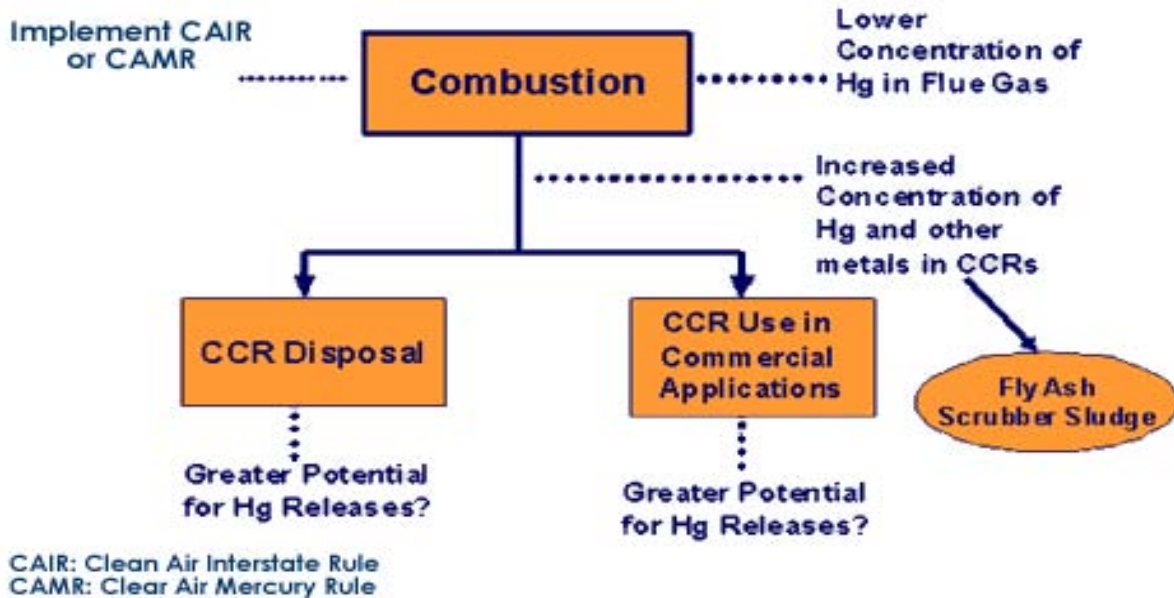 Implement CAIR
or CAMR
Combustion
Lower
Concentration of
Hg in Flue Gas
Increased
Concentration of
Hg and other
metals in CCRs
CCR Disposal
CCR Use in
Commercial
Applications
Fly Ash
Scrubber Sludge
Greater Potential
for Hg Releases?
Greater Potential
for Hg Releases?
CAIR: Clean Air Interstate Rule
CAMR: Clear Air Mercury Rule